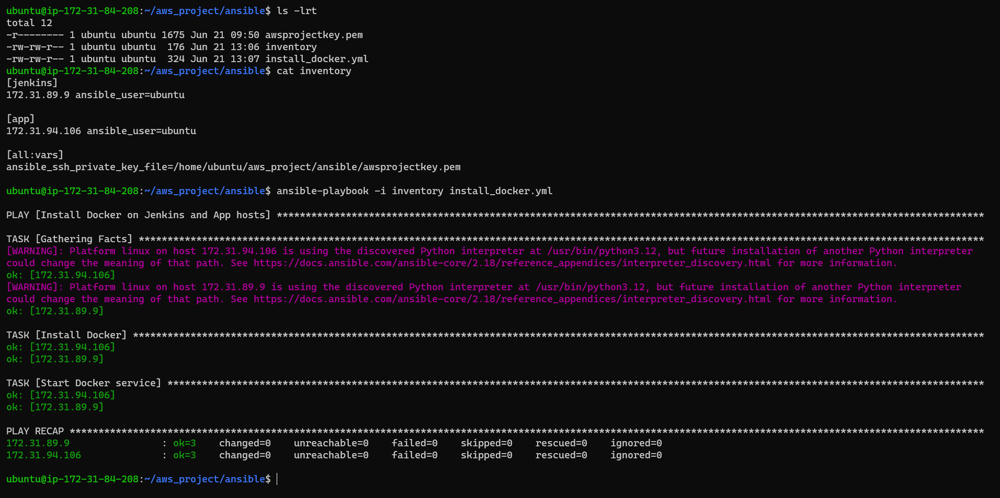 ubuntu@ip-172-31-84-208:~/aws_project/ansible$ ls -lrt
total 12
-r-------- 1 ubuntu ubuntu 1675 Jun 21 09:50 awsprojectkey.pem
-rw-rw-r-- 1 ubuntu ubuntu  176 Jun 21 13:06 inventory
-rw-rw-r-- 1 ubuntu ubuntu  324 Jun 21 13:07 install_docker.yml
ubuntu@ip-172-31-84-208:~/aws_project/ansible$ cat inventory
[jenkins]
172.31.89.9 ansible_user=ubuntu

[app]
172.31.94.106 ansible_user=ubuntu

[all:vars]
ansible_ssh_private_key_file=/home/ubuntu/aws_project/ansible/awsprojectkey.pem

ubuntu@ip-172-31-84-208:~/aws_project/ansible$ ansible-playbook -i inventory install_docker.yml

PLAY [Install Docker on Jenkins and App hosts] ***************************************************************************************************************************

TASK [Gathering Facts] ***************************************************************************************************************************************************
[WARNING]: Platform linux on host 172.31.94.106 is using the discovered Python interpreter at /usr/bin/python3.12, but future installation of another Python interpreter
could change the meaning of that path. See https://docs.ansible.com/ansible-core/2.18/reference_appendices/interpreter_discovery.html for more information.
ok: [172.31.94.106]
[WARNING]: Platform linux on host 172.31.89.9 is using the discovered Python interpreter at /usr/bin/python3.12, but future installation of another Python interpreter
could change the meaning of that path. See https://docs.ansible.com/ansible-core/2.18/reference_appendices/interpreter_discovery.html for more information.
ok: [172.31.89.9]

TASK [Install Docker] ****************************************************************************************************************************************************
ok: [172.31.94.106]
ok: [172.31.89.9]

TASK [Start Docker service] **********************************************************************************************************************************************
ok: [172.31.94.106]
ok: [172.31.89.9]

PLAY RECAP ***************************************************************************************************************************************************************
172.31.89.9                : ok=3    changed=0    unreachable=0    failed=0    skipped=0    rescued=0    ignored=0
172.31.94.106              : ok=3    changed=0    unreachable=0    failed=0    skipped=0    rescued=0    ignored=0

ubuntu@ip-172-31-84-208:~/aws_project/ansible$